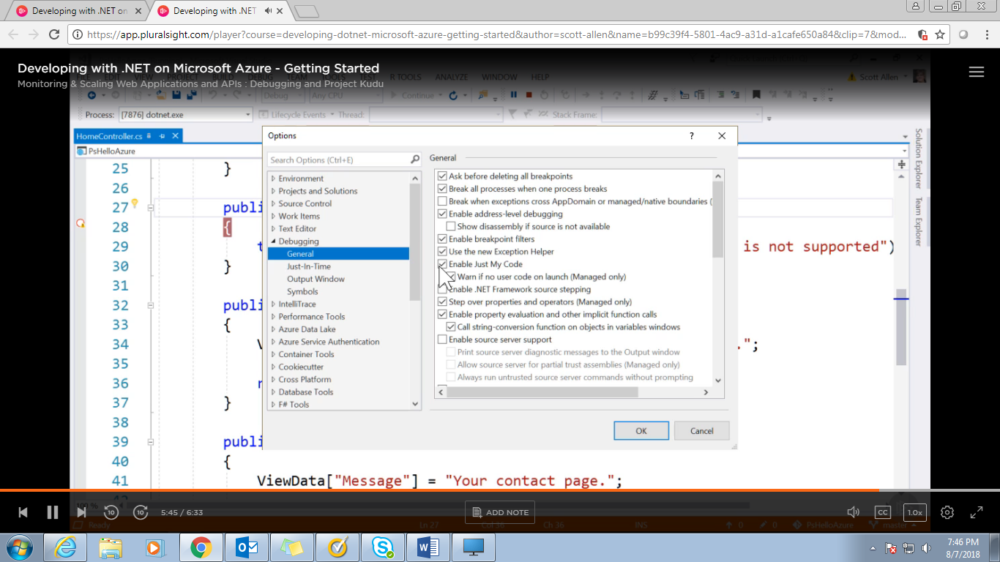 Developing with .NET on
Developing with .NET
https://app.pluralsight.com/player?course=developing-dotnet-microsoft-azure-getting-started&author=scott-allen&name=b99c39f4-5801-4ac9-a31d-a1cafe650a84&clip=7&mod...
Developing with .NET on Microsoft Azure - Getting Started
Monitoring & Scaling Web Applications and APIs : Debugging and Project Kudu
R TOOLS ANALYZE WINDOW HELP
Scott Allen
Debug Any CPU Continue
Process: [7876] dotnet.exe Lifecycle Events Thread: Stack Frame:
HomeController.cs
PsHelloAzure
Solution Explorer
Team Explorer
Options
?
Search Options (Ctrl+E)
Environment
Projects and Solutions
Source Control
Work Items
Text Editor
Debugging
General
Just-In-Time
Output Window
Symbols
IntelliTrace
Performance Tools
Azure Data Lake
Azure Service Authentication
Container Tools
Cookiecutter
Cross Platform
Database Tools
F# Tools
General
Ask before deleting all breakpoints
Break all processes when one process breaks
Break when exceptions cross AppDomain or managed/native boundaries (
Enable address-level debugging
Show disassembly if source is not available
Enable breakpoint filters
Use the new Exception Helper
Enable Just My Code
Warn if no user code on launch (Managed only)
Enable .NET Framework source stepping
Step over properties and operators (Managed only)
Enable property evaluation and other implicit function calls
Call string-conversion function on objects in variables windows
Enable source server support
Print source server diagnostic messages to the Output window
Allow source server for partial trust assemblies (Managed only)
Always run untrusted source server commands without prompting
OK
Cancel
25 }
26
27 publi
28 {
29 t is not supported")
30 }
31
32 publi
33 {
34 V .";
35
36 r
37 }
38
39 publi
40 {
41 ViewData["Message"] = "Your contact page.";
100 %
10 10 5:45 / 6:33 ADD NOTE CC 1.0x
Ready Ln 27 Col 36 Ch 36 INS 0 0 PsHelloAzure master
7:46 PM
8/7/2018